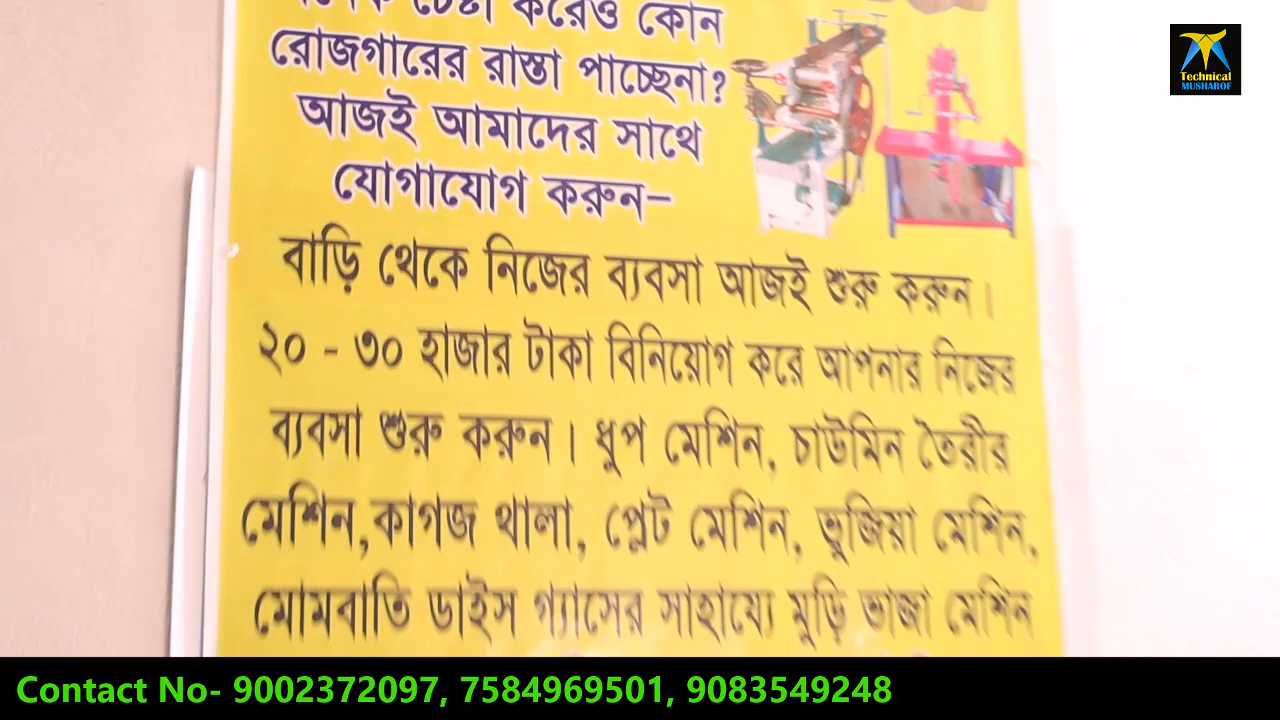 চেষ্টা করেও কোন
রোজগারের রাস্তা পাচ্ছেনা?
আজই আমাদের সাথে
যোগাযোগ করুন-
বাড়ি থেকে নিজের ব্যবসা আজই শুরু করুন।
২০ - ৩০ হাজার টাকা বিনিয়োগ করে আপনার নিজের
ব্যবসা শুরু করুন। ধুপ মেশিন, চাউমিন তৈরীর
মেশিন,কাগজ থালা, প্লেট মেশিন, ভুজিয়া মেশিন,
মোমবাতি ডাইস গ্যাসের সাহায্যে মুড়ি ভাজা মেশিন
Technical
MUSHAROF
Contact No- 9002372097, 7584969501, 9083549248